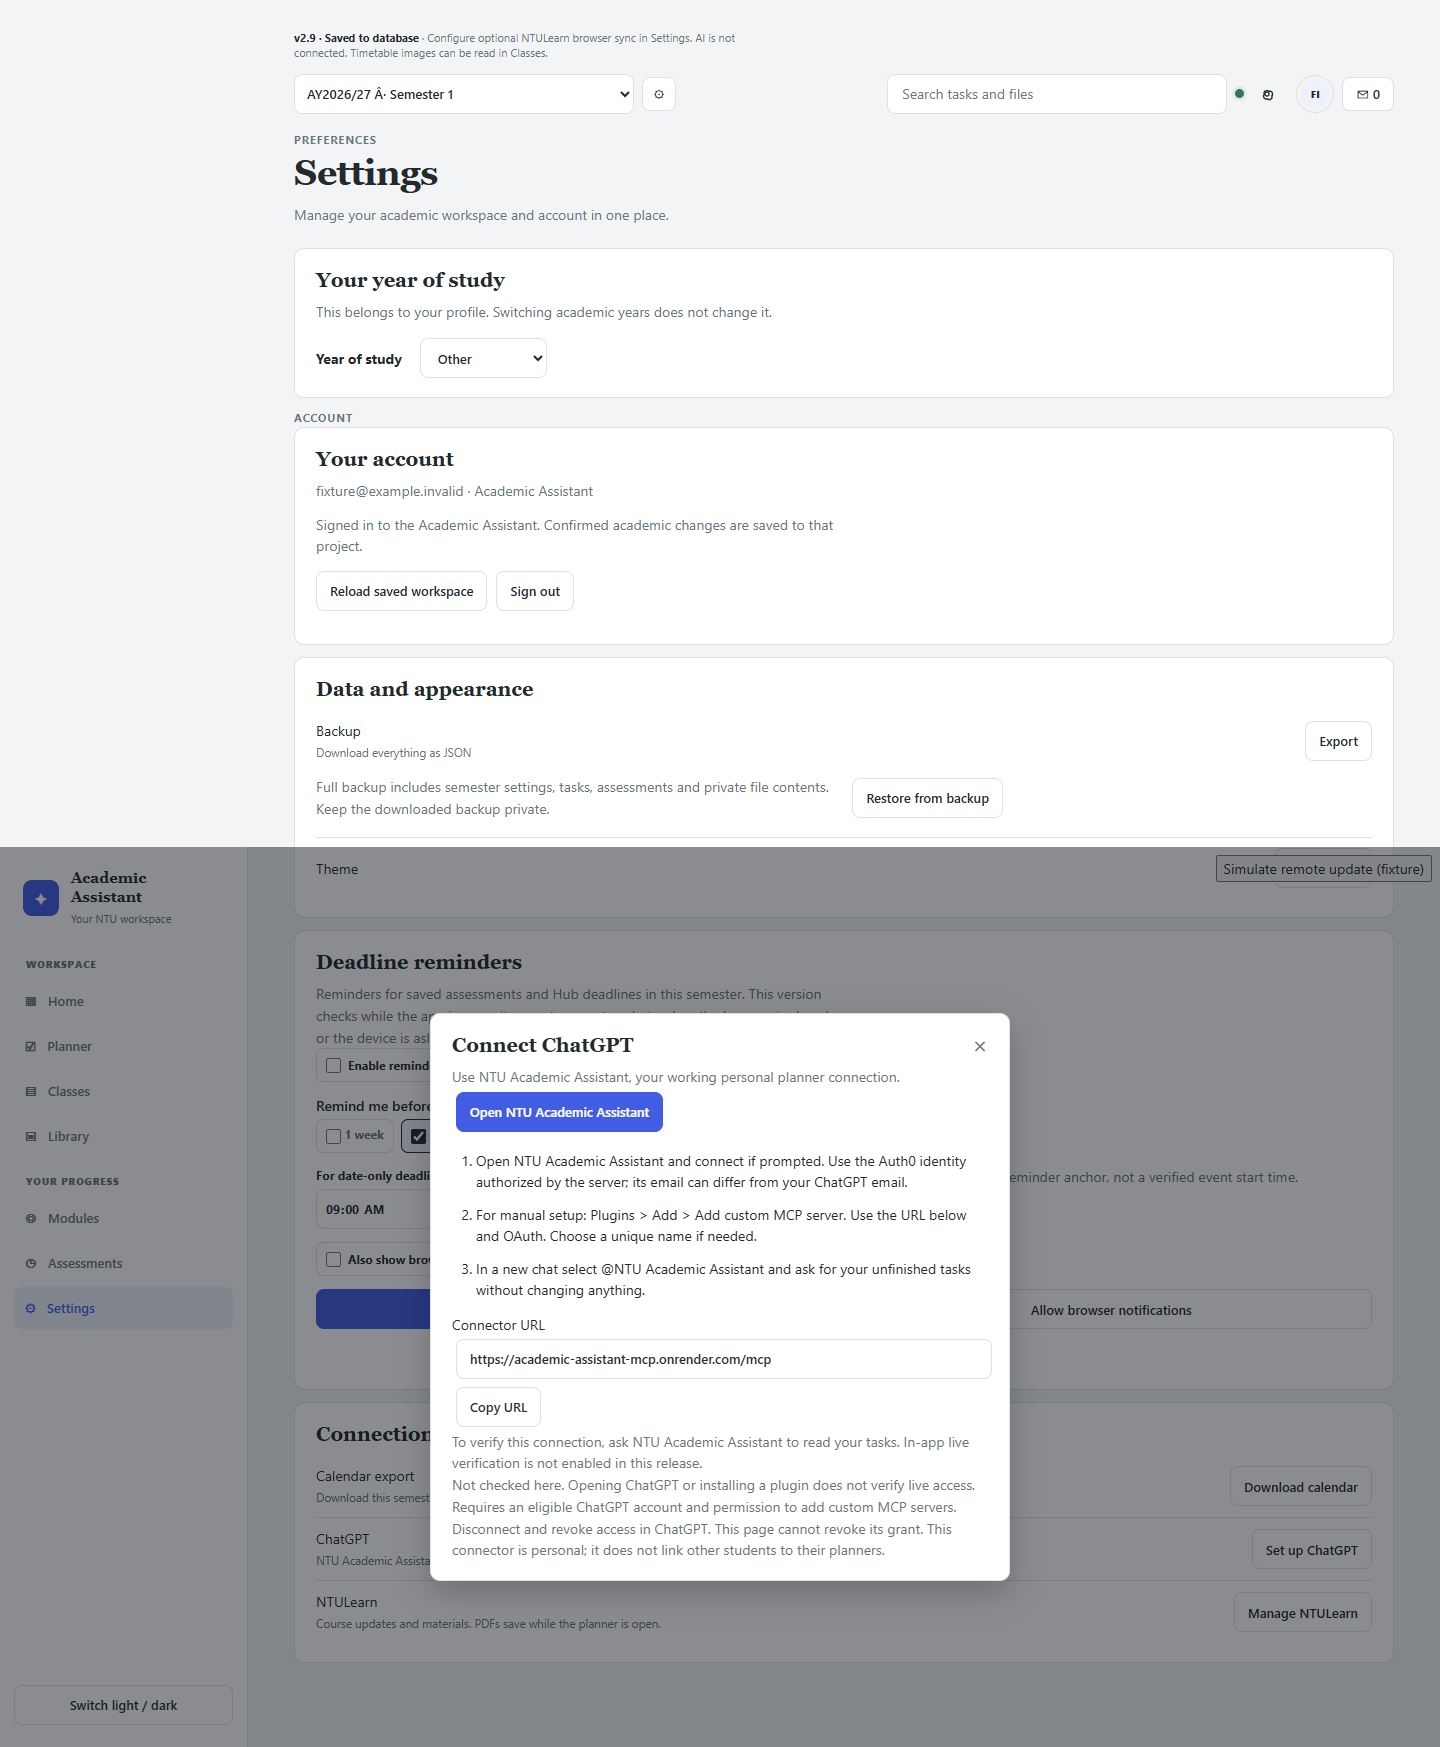 v2.9 · Saved to database · Configure optional NTULearn browser sync in Settings. AI is not
connected. Timetable images can be read in Classes.
AY2026/27 Â· Semester 1
Search tasks and files
FI
0
PREFERENCES
Settings
Manage your academic workspace and account in one place.
Your year of study
This belongs to your profile. Switching academic years does not change it.
Year of study
Other
ACCOUNT
Your account
fixture@example.invalid · Academic Assistant
Signed in to the Academic Assistant. Confirmed academic changes are saved to that
project.
Reload saved workspace
Sign out
Data and appearance
Backup
Download everything as JSON
Export
Full backup includes semester settings, tasks, assessments and private file contents.
Keep the downloaded backup private.
Restore from backup
Theme
Simulate remote update (fixture)
Academic
Assistant
Your NTU workspace
WORKSPACE
Home
Planner
Classes
Library
YOUR PROGRESS
Modules
Assessments
Settings
Switch light / dark
Deadline reminders
Reminders for saved assessments and Hub deadlines in this semester. This version
checks while the
or the device is
Enable remind
Remind me before
1 week
For date-only deadli
eminder anchor, not a verified event start time.
09:00 AM
Also show bro
Allow browser notifications
Connection
Calendar export
Download this semest
Download calendar
ChatGPT
NTU Academic Assista
Set up ChatGPT
NTULearn
Course updates and materials. PDFs save while the planner is open.
Manage NTULearn
Connect ChatGPT
Use NTU Academic Assistant, your working personal planner connection.
Open NTU Academic Assistant
1. Open NTU Academic Assistant and connect if prompted. Use the Auth0 identity
authorized by the server; its email can differ from your ChatGPT email.
2. For manual setup: Plugins > Add > Add custom MCP server. Use the URL below
and OAuth. Choose a unique name if needed.
3. In a new chat select @NTU Academic Assistant and ask for your unfinished tasks
without changing anything.
Connector URL
https://academic-assistant-mcp.onrender.com/mcp
Copy URL
To verify this connection, ask NTU Academic Assistant to read your tasks. In-app live
verification is not enabled in this release.
Not checked here. Opening ChatGPT or installing a plugin does not verify live access.
Requires an eligible ChatGPT account and permission to add custom MCP servers.
Disconnect and revoke access in ChatGPT. This page cannot revoke its grant. This
connector is personal; it does not link other students to their planners.